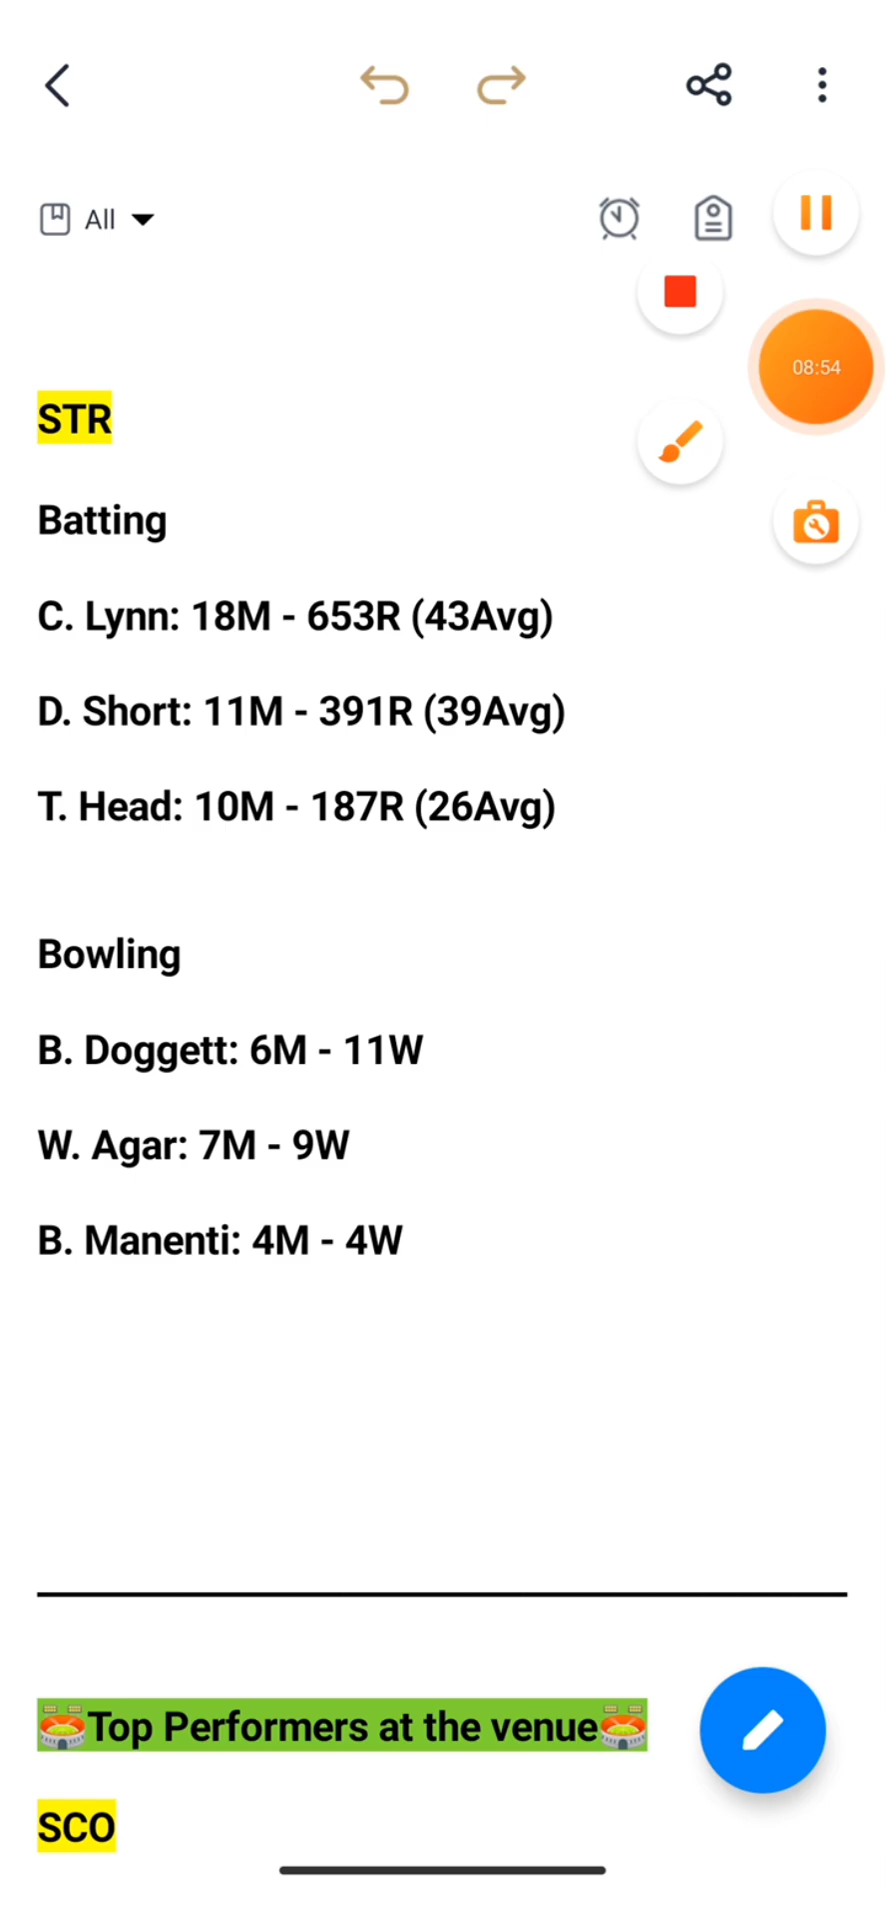 All
08:54
STR
Batting
C. Lynn: 18M - 653R (43Avg)
D. Short: 11M - 391R (39Avg)
T. Head: 10M - 187R (26Avg)
Bowling
B. Doggett: 6M - 11W
W. Agar: 7M - 9W
B. Manenti: 4M - 4W
🏟️Top Performers at the venue🏟️
SCO